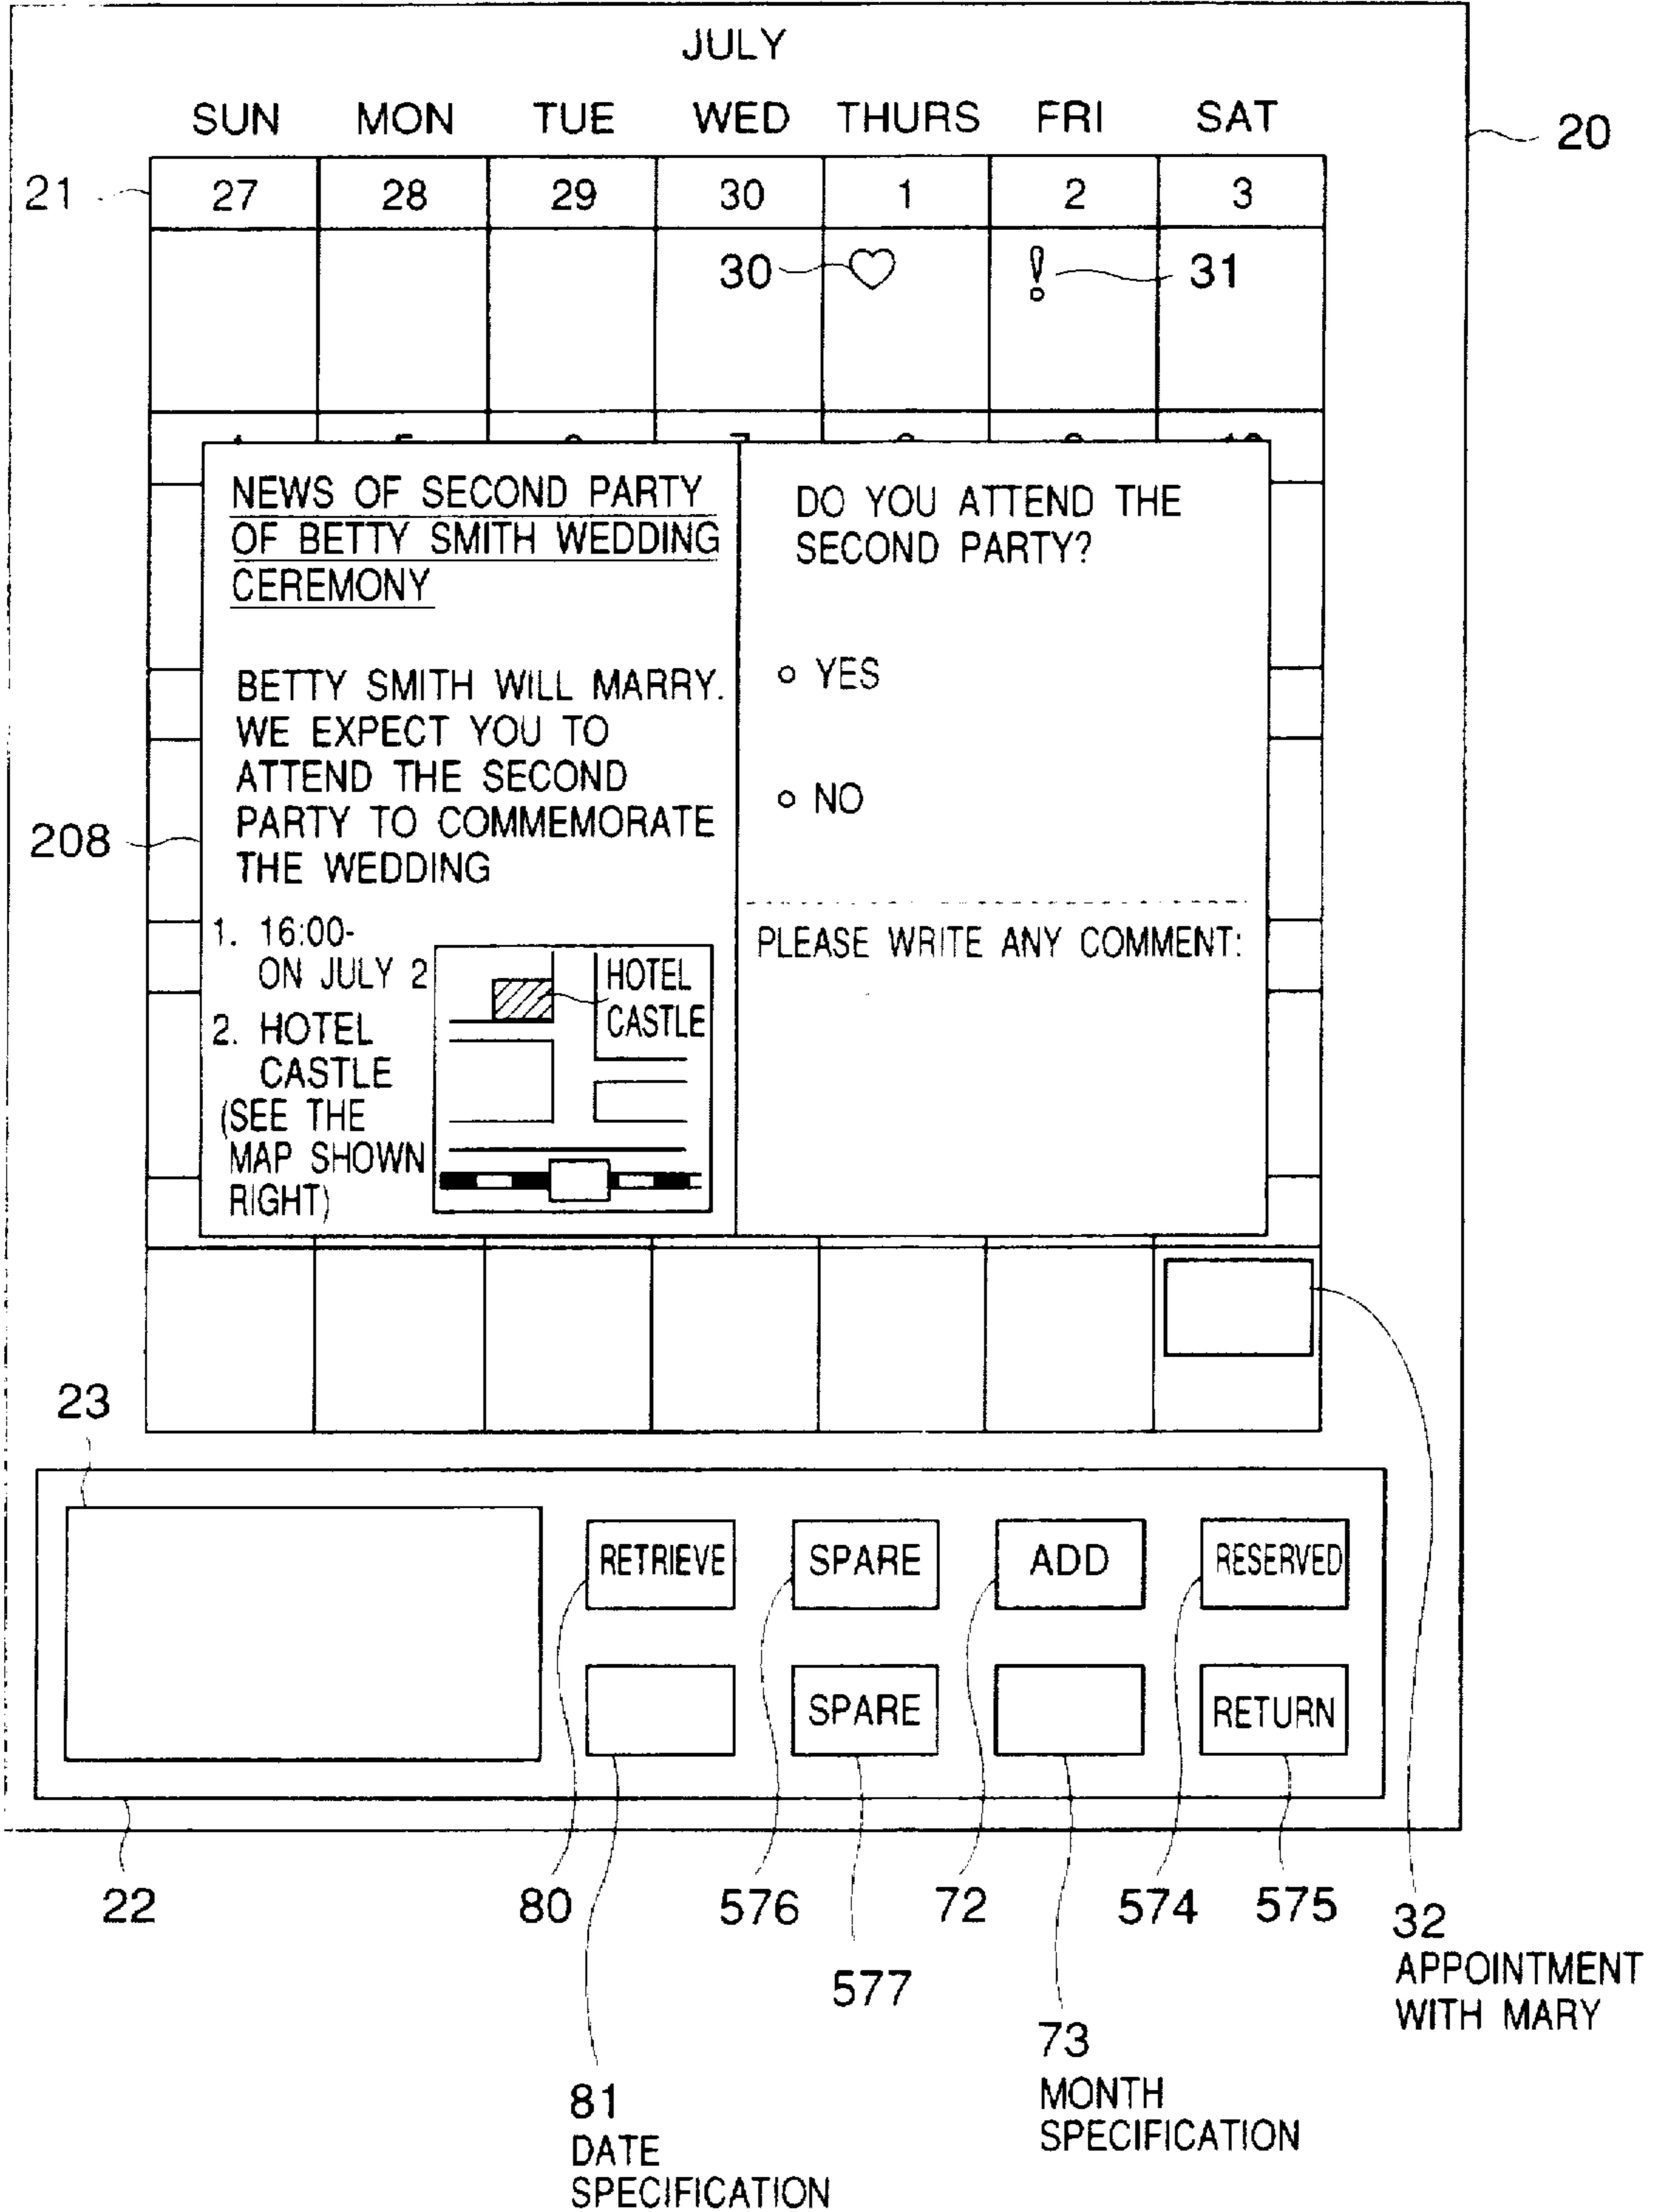 JULY
SUN MON TUE WED THURS FRI SAT
20
21
27 28 29 30 1 2 3
30
31
NEWS OF SECOND PARTY
OF BETTY SMITH WEDDING
CEREMONY
BETTY SMITH WILL MARRY.
WE EXPECT YOU TO
ATTEND THE SECOND
PARTY TO COMMEMORATE
THE WEDDING
208
1. 16:00-
ON JULY 2
2. HOTEL
CASTLE
(SEE THE
MAP SHOWN
RIGHT)
HOTEL
CASTLE
DO YOU ATTEND THE
SECOND PARTY?
YES
NO
PLEASE WRITE ANY COMMENT:
23
RETRIEVE SPARE ADD RESERVED
SPARE RETURN
22
80
576
72
574
575
32
APPOINTMENT
WITH MARY
577
73
MONTH
SPECIFICATION
81
DATE
SPECIFICATION